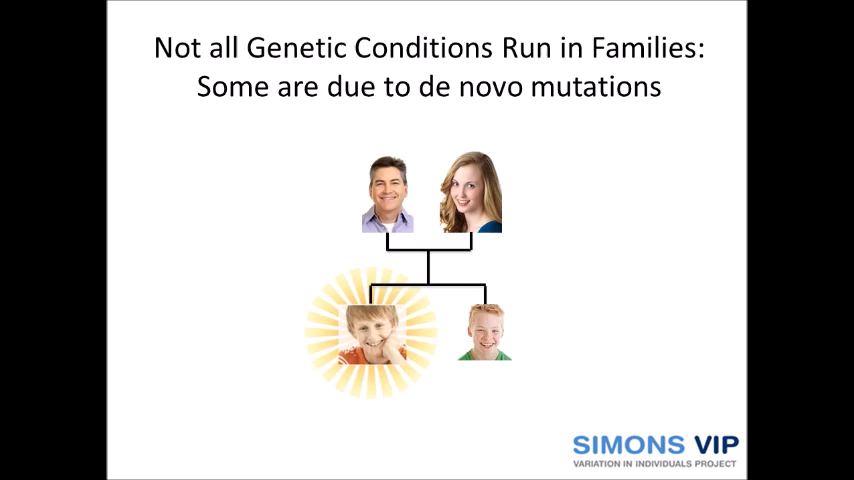 Not all Genetic Conditions Run in Families:
Some are due to de novo mutations
SIMONS VIP
VARIATION IN INDIVIDUALS PROJECT